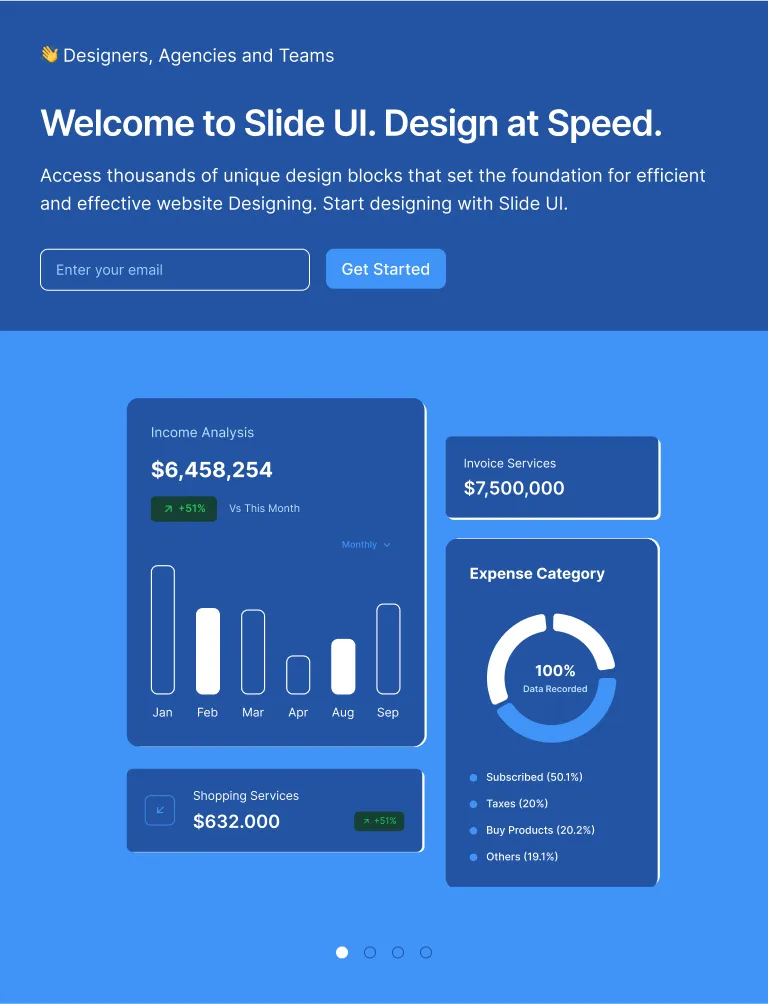 👋 Designers, Agencies and Teams
Welcome to Slide UI. Design at Speed.
Access thousands of unique design blocks that set the foundation for efficient
and effective website Designing. Start designing with Slide UI.
Enter your email
Get Started
Income Analysis
$6,458,254
+51%
Vs This Month
Monthly
Jan
Feb
Mar
Apr
Aug
Sep
Shopping Services
$632.000
+51%
Invoice Services
$7,500,000
Expense Category
100%
Data Recorded
Subscribed (50.1%)
Taxes (20%)
Buy Products (20.2%)
Others (19.1%)